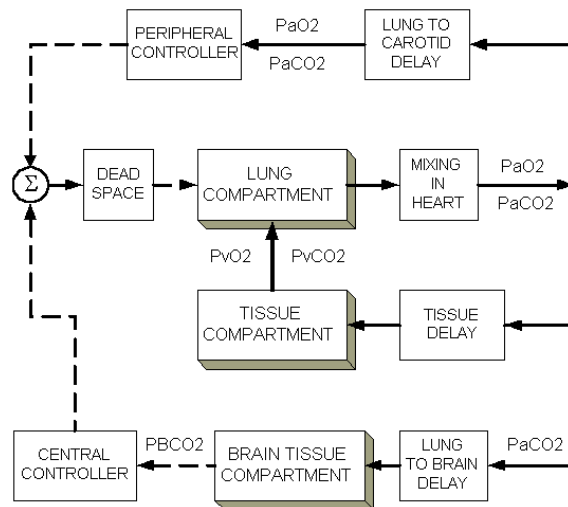 PERIPHERAL
CONTROLLER
PaO2
PaCO2
LUNG TO
CAROTID
DELAY
Σ
DEAD
SPACE
LUNG
COMPARTMENT
MIXING
IN
HEART
PaO2
PaCO2
PvO2
PvCO2
TISSUE
COMPARTMENT
TISSUE
DELAY
CENTRAL
CONTROLLER
PBCO2
BRAIN TISSUE
COMPARTMENT
LUNG
TO BRAIN
DELAY
PaCO2